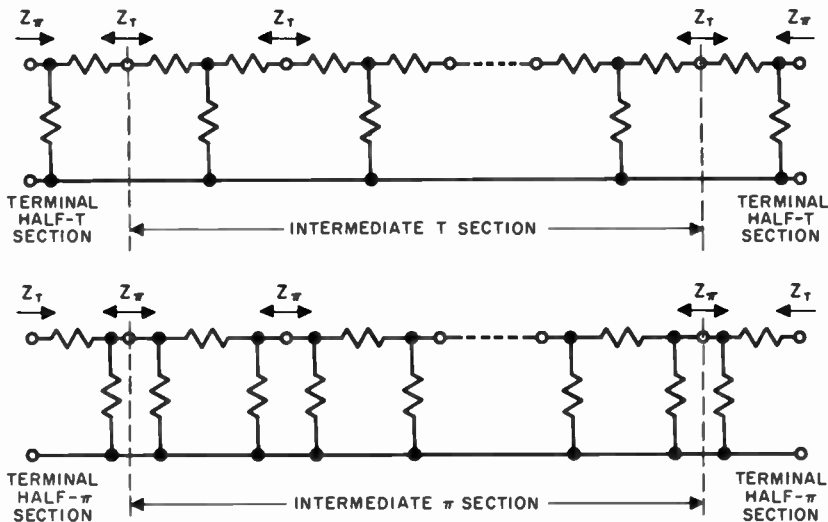 Zπ ZT ZT ZT Zπ
TERMINAL
HALF-T
SECTION
INTERMEDIATE T SECTION
TERMINAL
HALF-T
SECTION
ZT Zπ Zπ Zπ ZT
TERMINAL
HALF-π
SECTION
INTERMEDIATE π SECTION
TERMINAL
HALF-π
SECTION